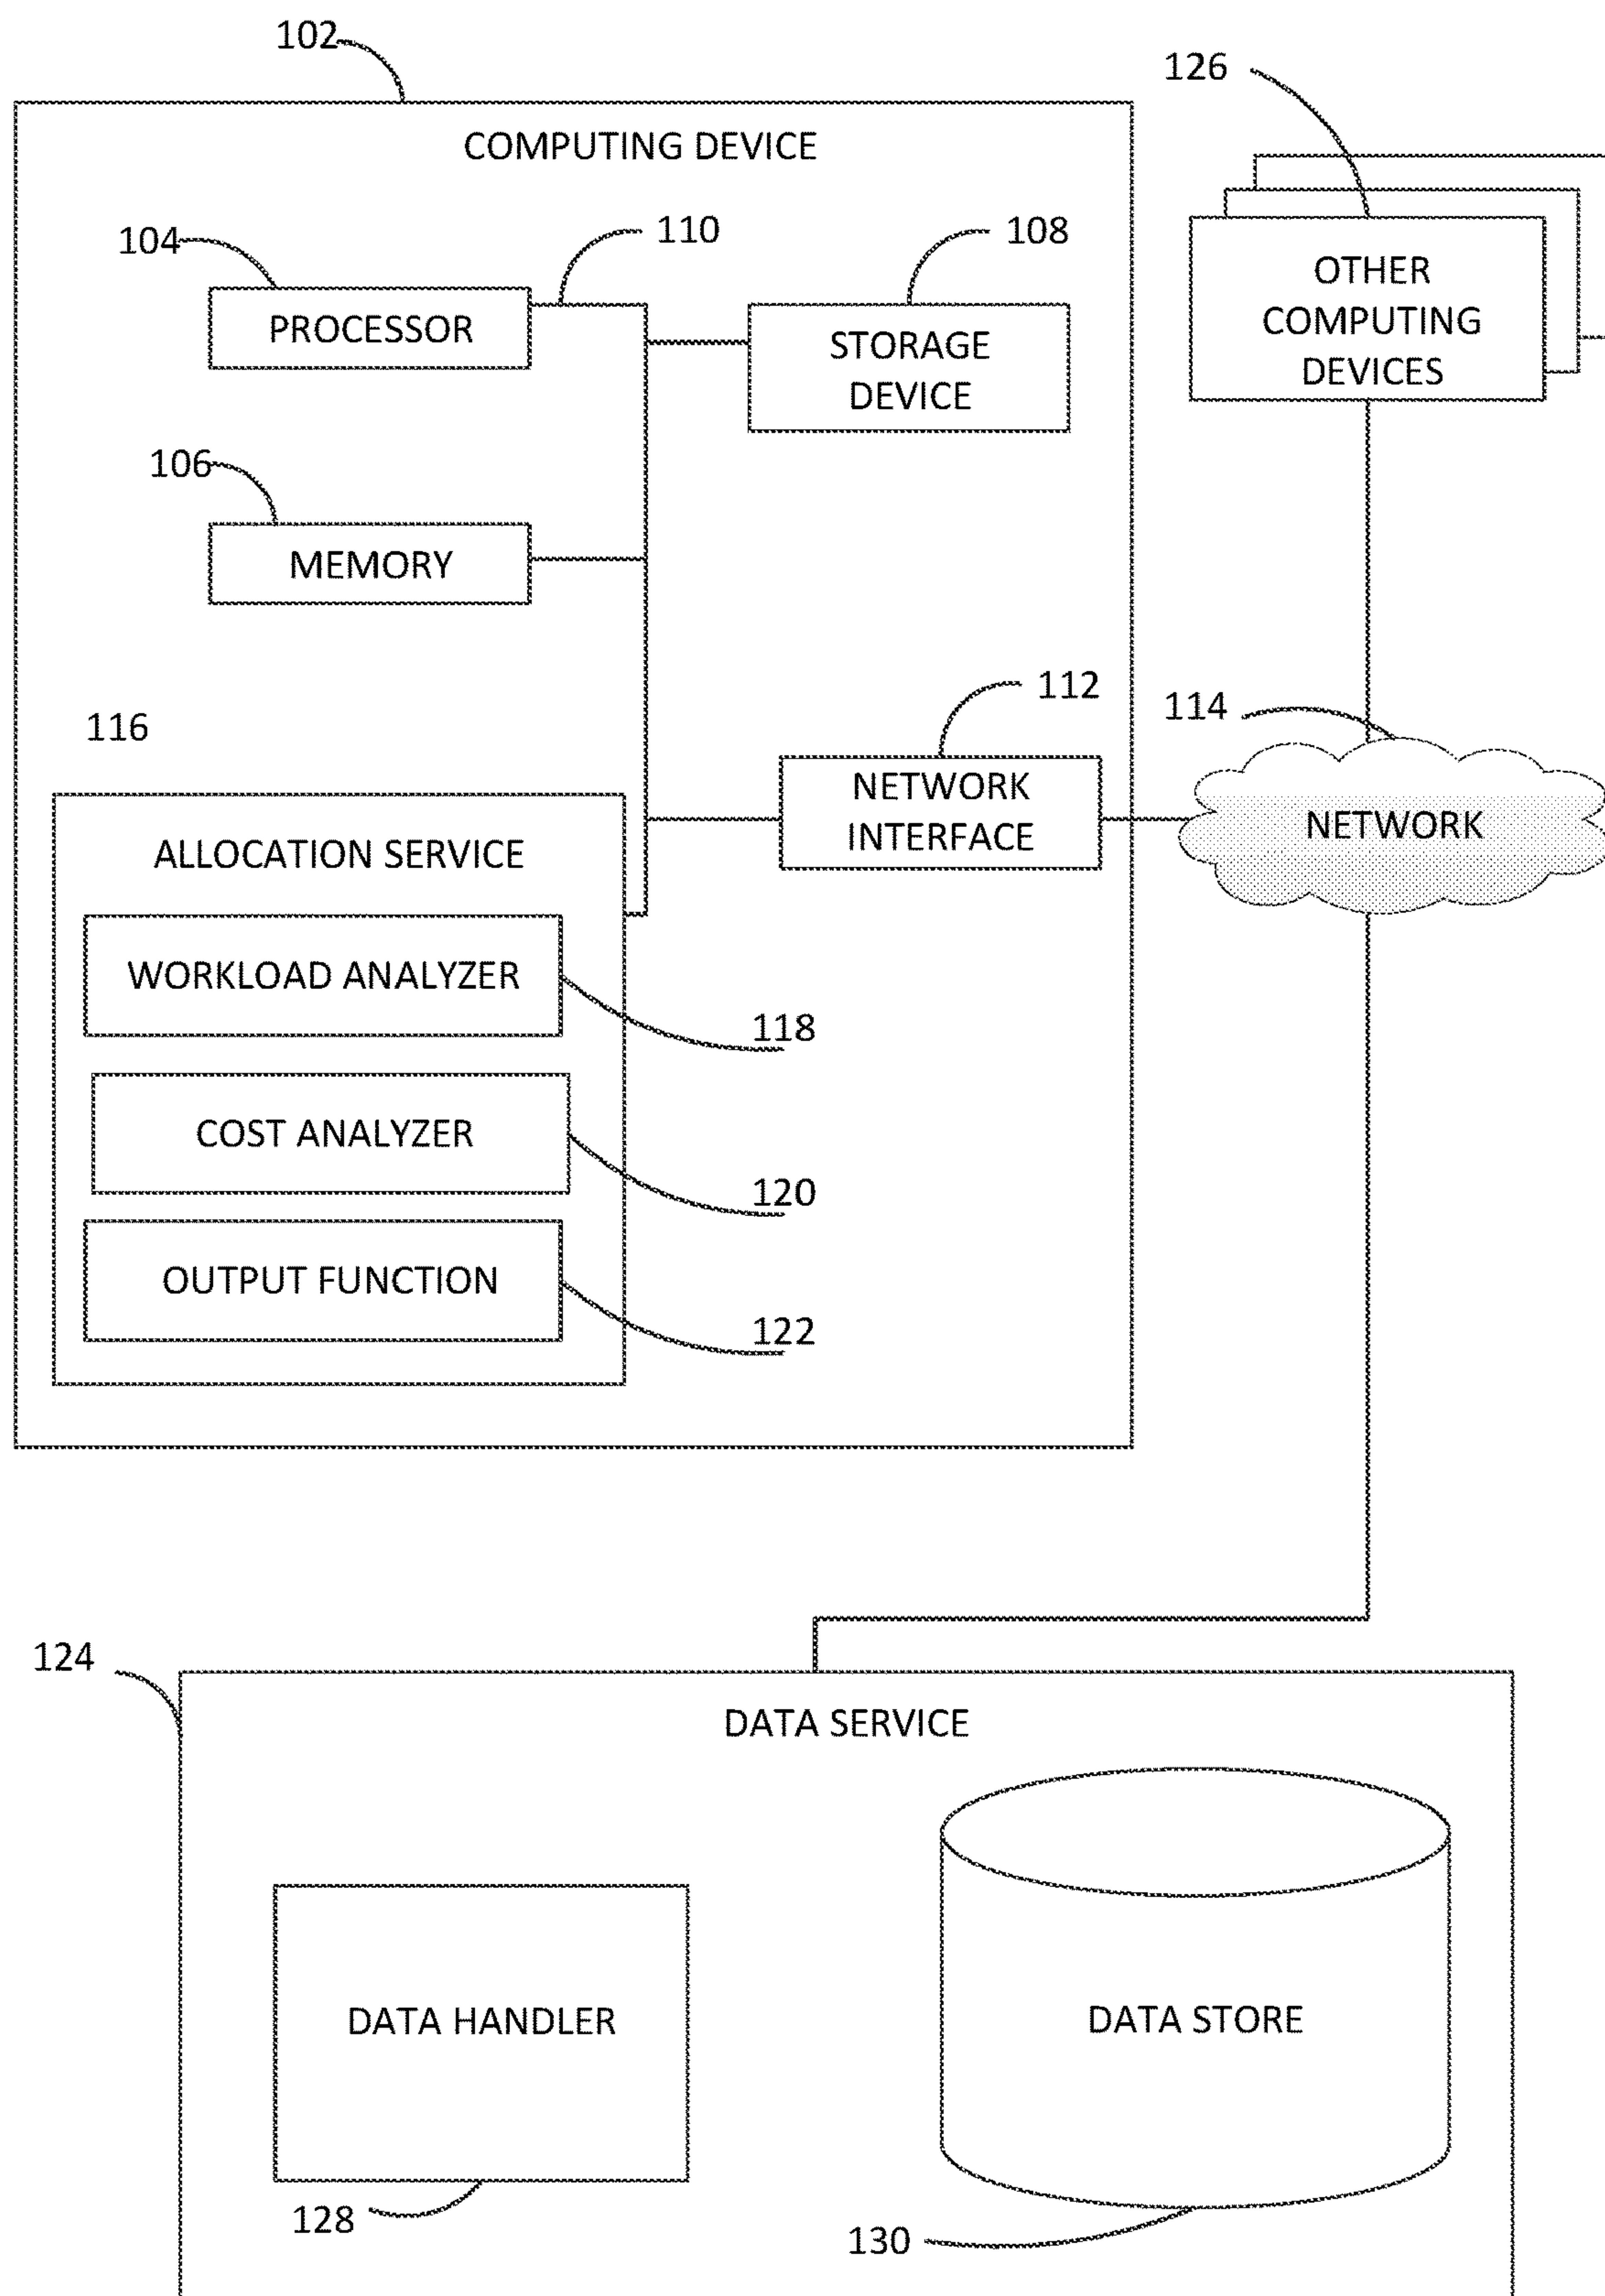 102
126
COMPUTING DEVICE
104
110
108
PROCESSOR
STORAGE
DEVICE
OTHER
COMPUTING
DEVICES
106
MEMORY
112
114
116
NETWORK
INTERFACE
NETWORK
ALLOCATION SERVICE
WORKLOAD ANALYZER
118
COST ANALYZER
120
OUTPUT FUNCTION
122
124
DATA SERVICE
DATA HANDLER
DATA STORE
128
130